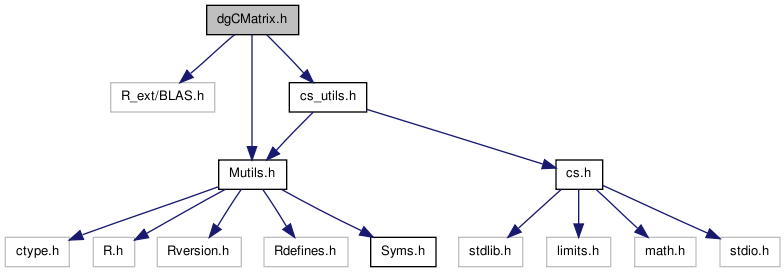 dgCMatrix.h
R_ext/BLAS.h
cs_utils.h
Mutils.h
cs.h
ctype.h
R.h
Rversion.h
Rdefines.h
Syms.h
stdlib.h
limits.h
math.h
stdio.h